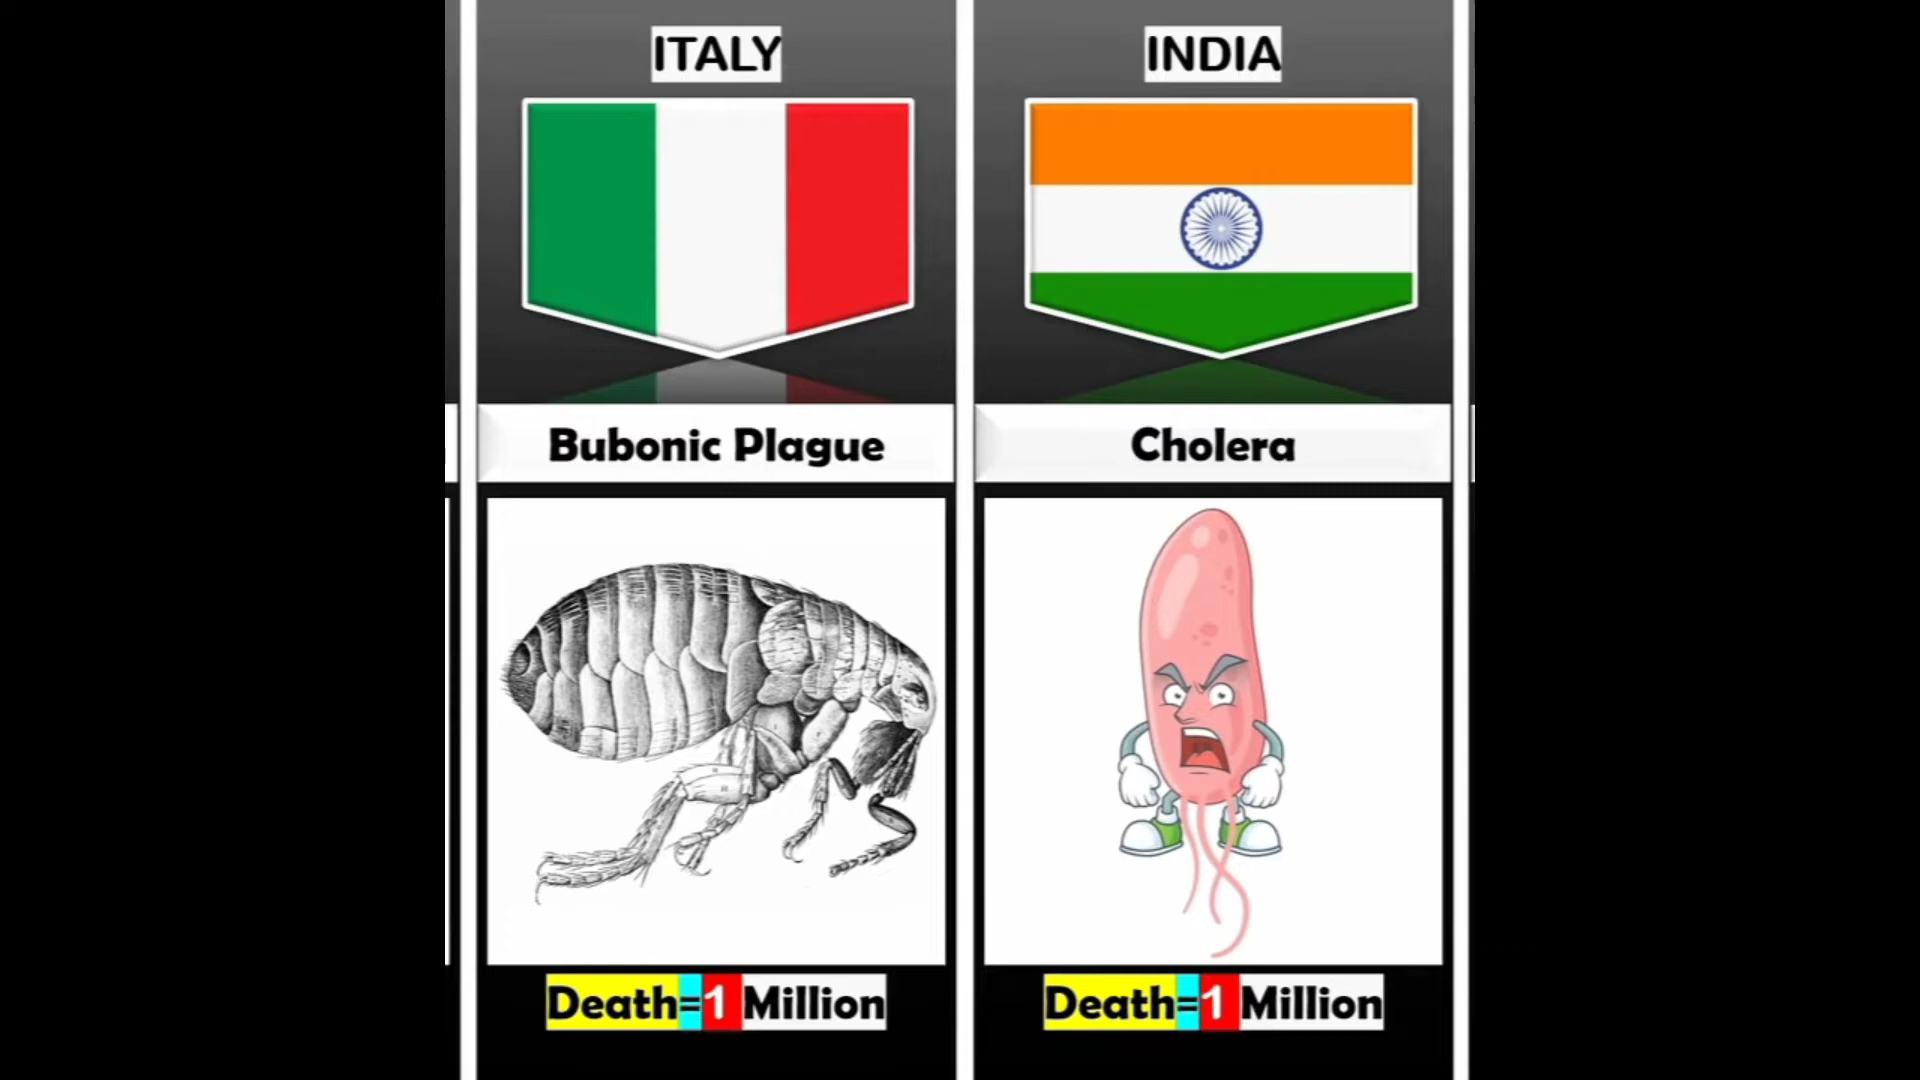 ITALY
INDIA
Bubonic Plague
Cholera
Death=1 Million
Death=1 Million